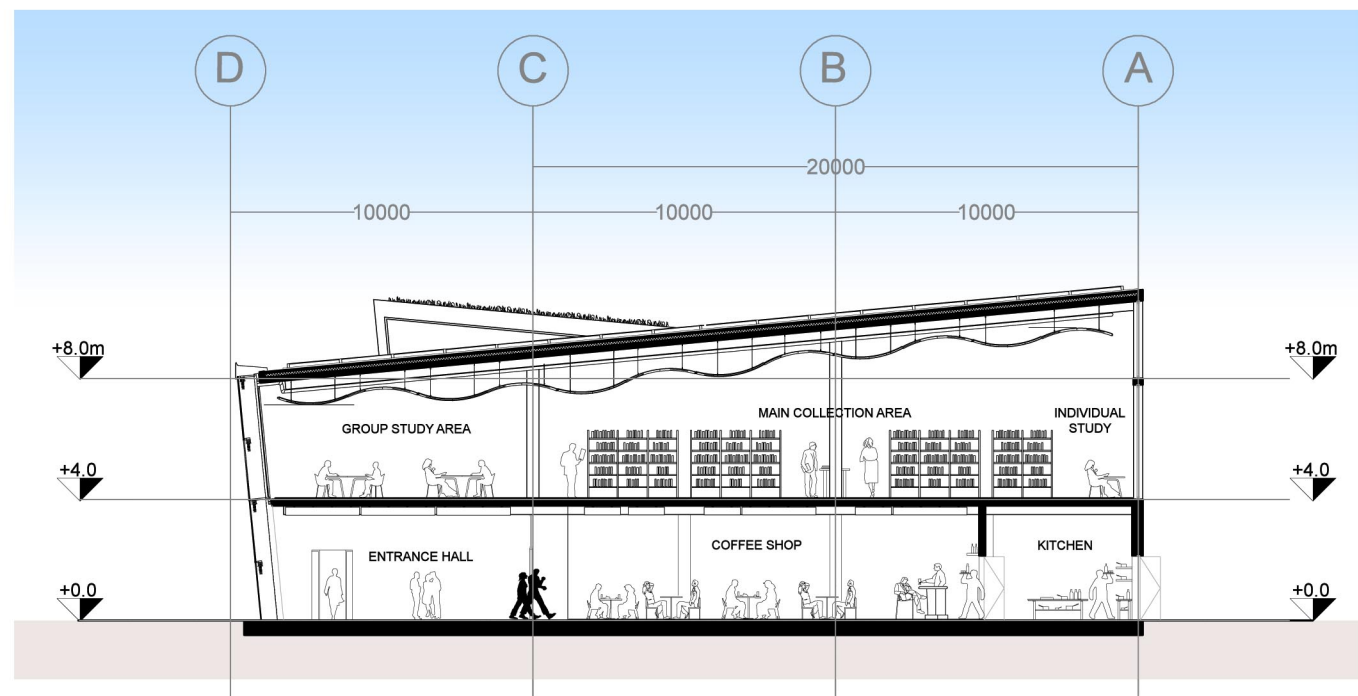 D
C
B
A
20000
10000
10000
10000
+8.0m
+8.0m
MAIN COLLECTION AREA
INDIVIDUAL
STUDY
GROUP STUDY AREA
+4.0
+4.0
COFFEE SHOP
KITCHEN
ENTRANCE HALL
+0.0
+0.0